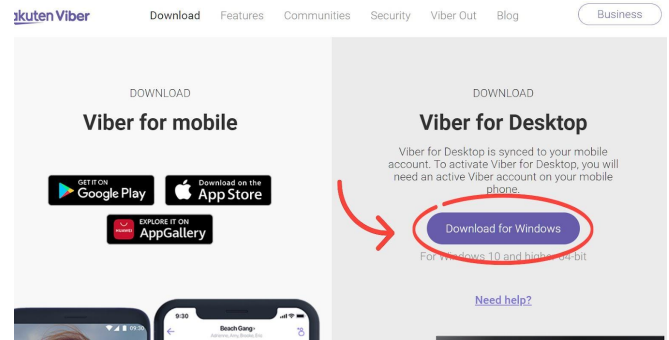 akuten Viber
Download Features Communities Security Viber Out Blog Business
DOWNLOAD
Viber for mobile
GET IT ON
Google Play
Download on the
App Store
HUAWEI
EXPLORE IT ON
AppGallery
9:30
09:30
Beach Gang
DOWNLOAD
Viber for Desktop
Viber for Desktop is synced to your mobile
account. To activate Viber for Desktop, you will
need an active Viber account on your mobile
phone.
Download for Windows
For Windows 10 and higher 64-bit
Need help?